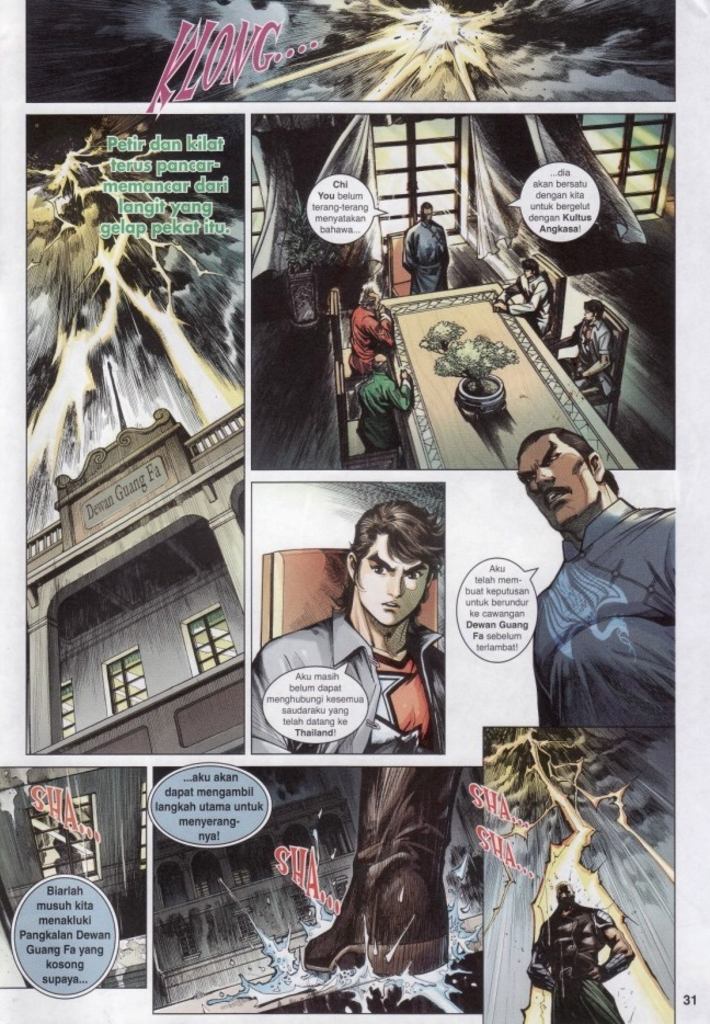 KLONG....
Petir dan kilat
terus pancar-
memancar dari
langit yang
gelap pekat itu.
Dewan Guang Fa
Chi
You belum
terang-terang
menyatakan
bahawa...
...dia
akan bersatu
dengan kita
untuk bergelut
dengan Kultus
Angkasa!
Aku
telah mem-
buat keputusan
untuk berundur
ke cawangan
Dewan Guang
Fa sebelum
terlambat!
Aku masih
belum dapat
menghubungi kesemua
saudaraku yang
telah datang ke
Thailand!
SHA...
Biarlah
musuh kita
menakluki
Pangkalan Dewan
Guang Fa yang
kosong
supaya...
...aku akan
dapat mengambil
langkah utama untuk
menyerang-
nya!
SHA...
SHA...
SHA...
31